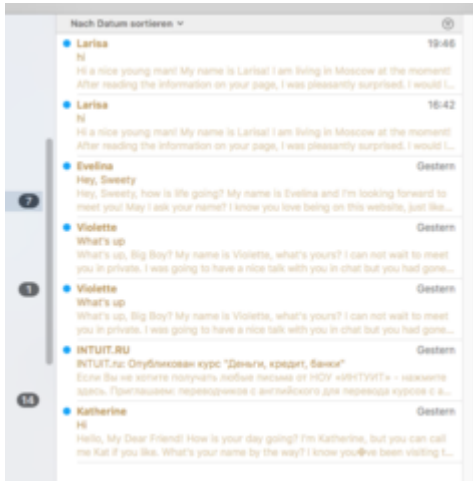 Nach Datum sortieren
Larisa 19:46
hi
Hi a nice young man! My name is Larisa! I am living in Moscow at the moment!
After reading the information on your page, I was pleasantly surprised. I would l...
Larisa 16:42
hi
Hi a nice young man! My name is Larisa! I am living in Moscow at the moment!
After reading the information on your page, I was pleasantly surprised. I would l...
Evelina Gestern
Hey, Sweety
Hey, Sweety, how is life going? My name is Evelina and I'm looking forward to
meet you! May I ask your name? I know you love being on this website, just like...
7
Violette Gestern
What's up
What's up, Big Boy? My name is Violette, what's yours? I can not wait to meet
you in private. I was going to have a nice talk with you in chat but you had gone...
Violette Gestern
1
What's up
What's up, Big Boy? My name is Violette, what's yours? I can not wait to meet
you in private. I was going to have a nice talk with you in chat but you had gone...
INTUIT.RU Gestern
INTUIT.ru: Опубликован курс "Деньги, кредит, банки"
Если Вы не хотите получать любые письма от НОУ «ИНТУИТ» - нажмите
здесь. Приглашаем: переводчиков с английского для перевода курсов с а...
14
Katherine Gestern
Hi
Hello, My Dear Friend! How is your day going? I'm Katherine, but you can call
me Kat if you like. What's your name by the way? I know you�ve been visiting t...